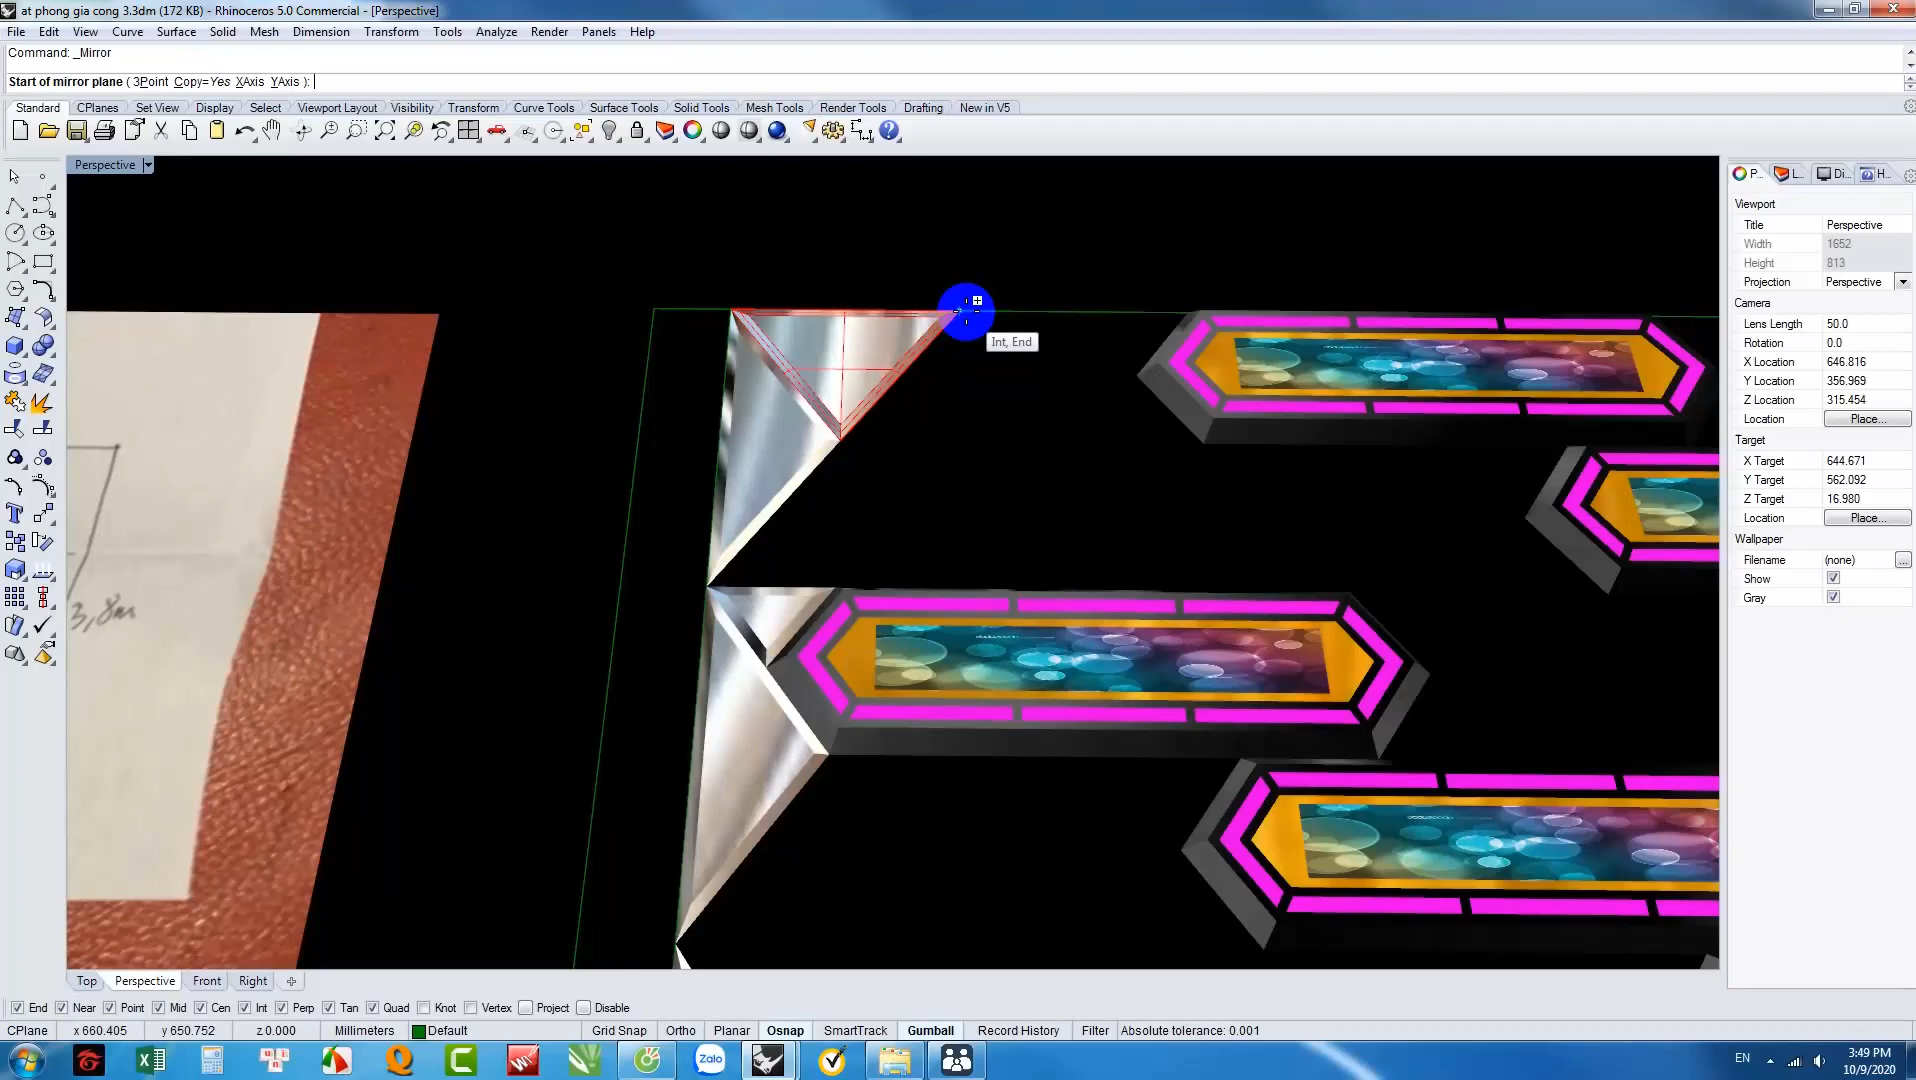 at phong gia cong 3.3dm (172 KB) - Rhinoceros 5.0 Commercial - [Perspective]
File Edit View Curve Surface Solid Mesh Dimension Transform Tools Analyze Render Panels Help
Command: _Mirror
Start of mirror plane ( 3Point Copy=Yes XAxis YAxis ):
Standard CPlanes Set View Display Select Viewport Layout Visibility Transform Curve Tools Surface Tools Solid Tools Mesh Tools Render Tools Drafting New in V5
Perspective
P... L... Di... H...
Viewport
Title Perspective
Width 1652
Height 813
Projection Perspective
Camera
Lens Length 50.0
Rotation 0.0
X Location 646.816
Y Location 356.969
Z Location 315.454
Location Place...
Target
X Target 644.671
Y Target 562.092
Z Target 16.980
Location Place...
Wallpaper
Filename (none) ...
Show
Gray
Int, End
3,8m
Top Perspective Front Right
End Near Point Mid Cen Int Perp Tan Quad Knot Vertex Project Disable
CPlane x 660.405 y 650.752 z 0.000 Millimeters Default Grid Snap Ortho Planar Osnap SmartTrack Gumball Record History Filter Absolute tolerance: 0.001
Zalo
EN
3:49 PM
10/9/2020